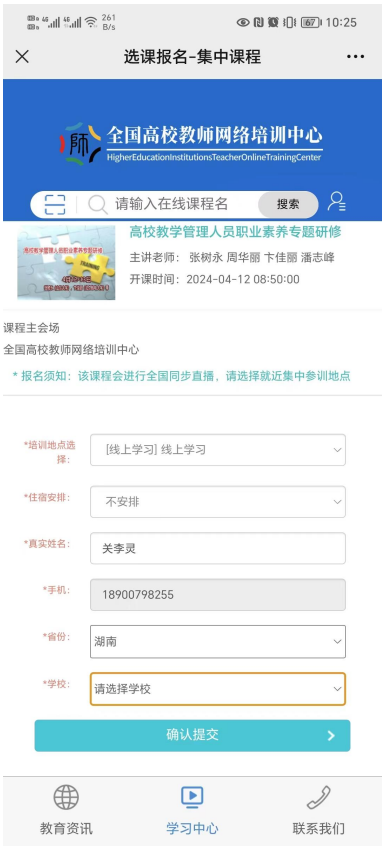 46 46 261 B/s 67 10:25
选课报名-集中课程
全国高校教师网络培训中心
HigherEducationInstitutionsTeacherOnlineTrainingCenter
请输入在线课程名 搜索
高校教学管理人员职业素养专题研修
主讲老师： 张树永 周华丽 卞佳丽 潘志峰
开课时间：2024-04-12 08:50:00
TRAINING
课程主会场
全国高校教师网络培训中心
* 报名须知：该课程会进行全国同步直播，请选择就近集中参训地点
*培训地点选择： [线上学习] 线上学习
*住宿安排： 不安排
*真实姓名： 关李灵
*手机： 18900798255
*省份： 湖南
*学校： 请选择学校
确认提交
教育资讯 学习中心 联系我们